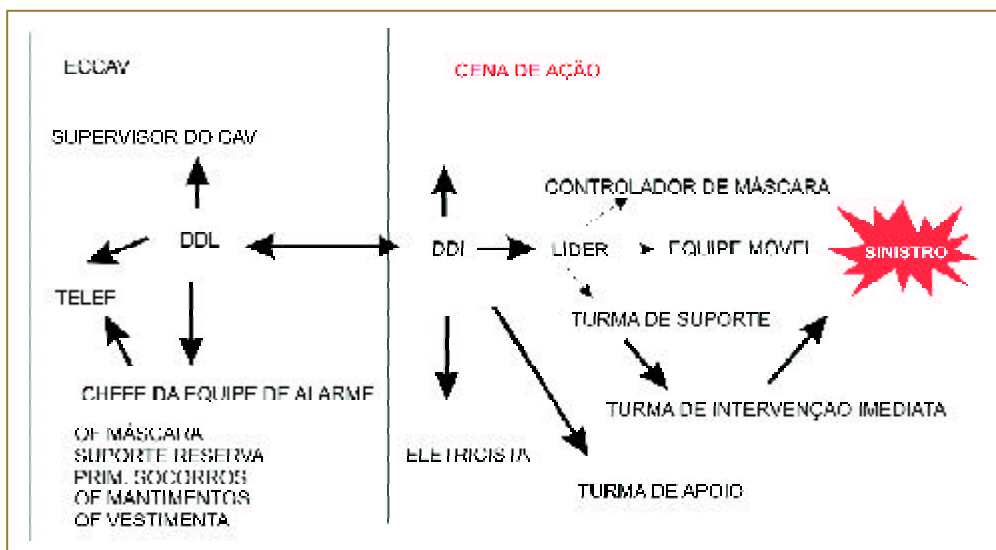 ECCAV
SUPERVISOR DO CAV
DDL
TELEF
CHEFE DA EQUIPE DE ALARME
OF MÁSCARA
SUPORTE RESERVA
PRIM. SOCORROS
OF MANTIMENTOS
OF VESTIMENTA
CENA DE AÇÃO
CONTROLADOR DE MÁSCARA
DDI
LÍDER
EQUIPE MÓVEL
SINISTRO
TURMA DE SUPORTE
TURMA DE INTERVENÇÃO IMEDIATA
ELETRICISTA
TURMA DE APOIO